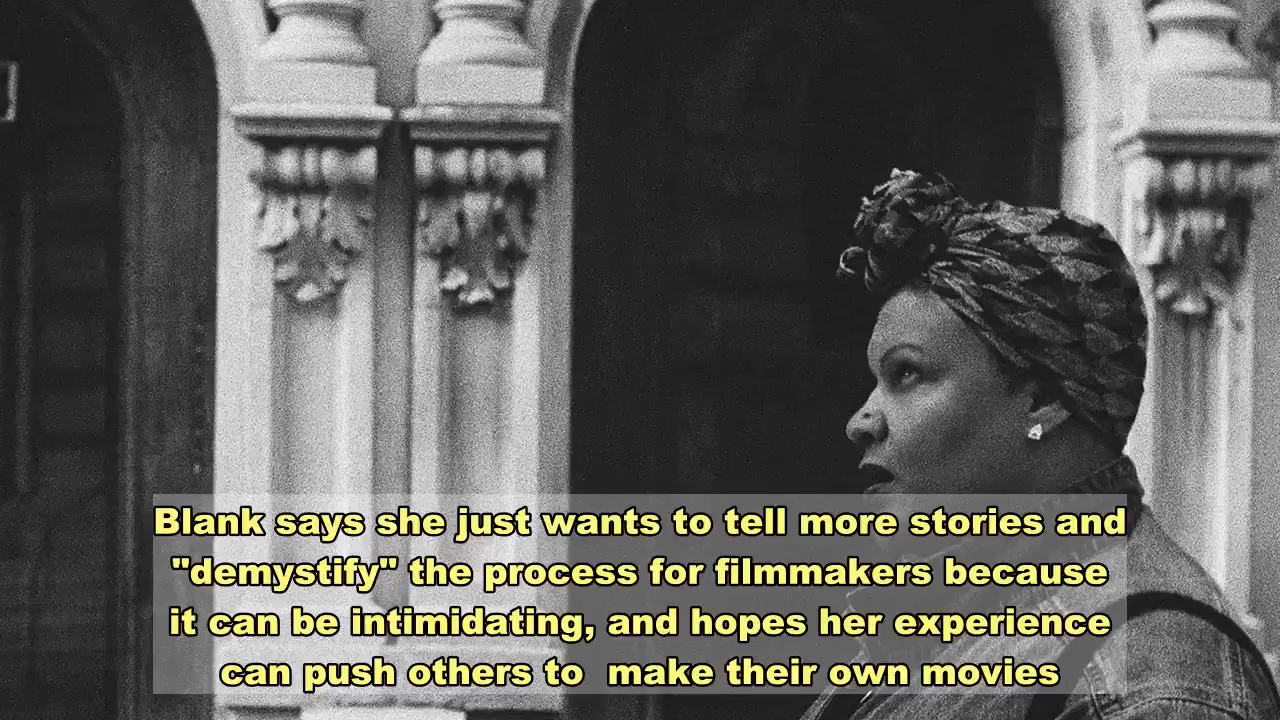 Blank says she just wants to tell more stories and
"demystify" the process for filmmakers because
it can be intimidating, and hopes her experience
can push others to  make their own movies